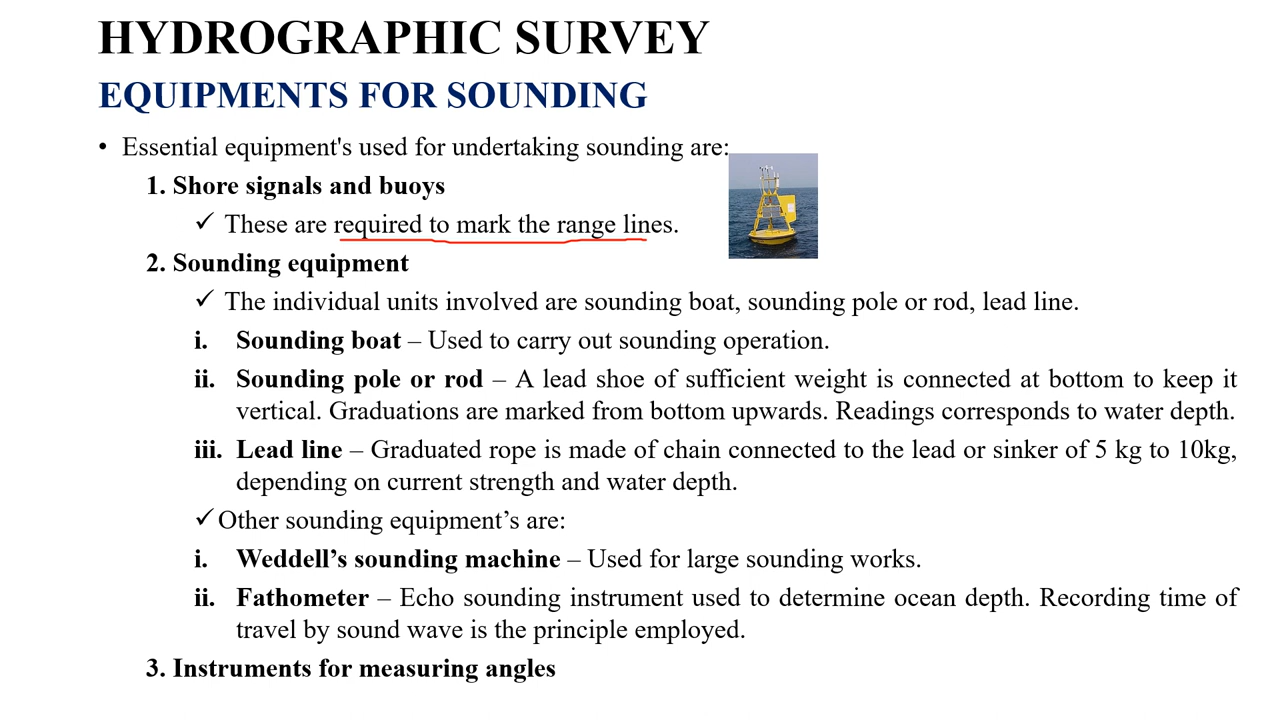 HYDROGRAPHIC SURVEY
EQUIPMENTS FOR SOUNDING
• Essential equipment's used for undertaking sounding are:
1. Shore signals and buoys
✓ These are required to mark the range lines.
2. Sounding equipment
✓ The individual units involved are sounding boat, sounding pole or rod, lead line.
i. Sounding boat – Used to carry out sounding operation.
ii. Sounding pole or rod – A lead shoe of sufficient weight is connected at bottom to keep it
vertical. Graduations are marked from bottom upwards. Readings corresponds to water depth.
iii. Lead line – Graduated rope is made of chain connected to the lead or sinker of 5 kg to 10kg,
depending on current strength and water depth.
✓ Other sounding equipment’s are:
i. Weddell’s sounding machine – Used for large sounding works.
ii. Fathometer – Echo sounding instrument used to determine ocean depth. Recording time of
travel by sound wave is the principle employed.
3. Instruments for measuring angles